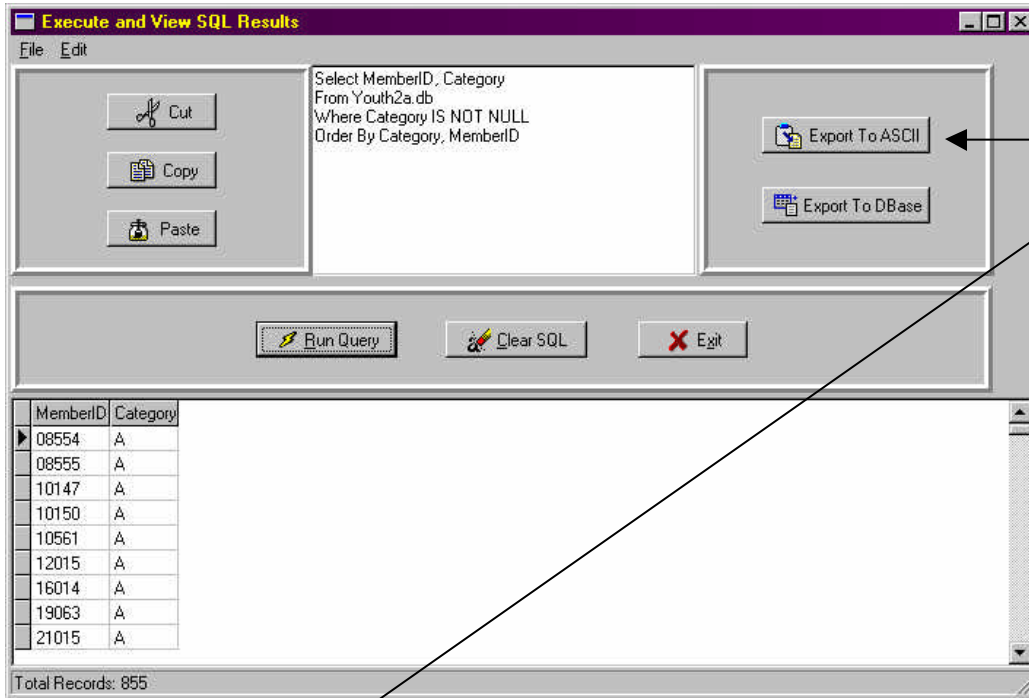 Execute and View SQL Results
File Edit
Cut
Copy
Paste
Select MemberID, Category
From Youth2a.db
Where Category IS NOT NULL
Order By Category, MemberID
Export To ASCII
Export To DBase
Run Query
Clear SQL
Exit
MemberID Category
08554 A
08555 A
10147 A
10150 A
10561 A
12015 A
16014 A
19063 A
21015 A
Total Records: 855